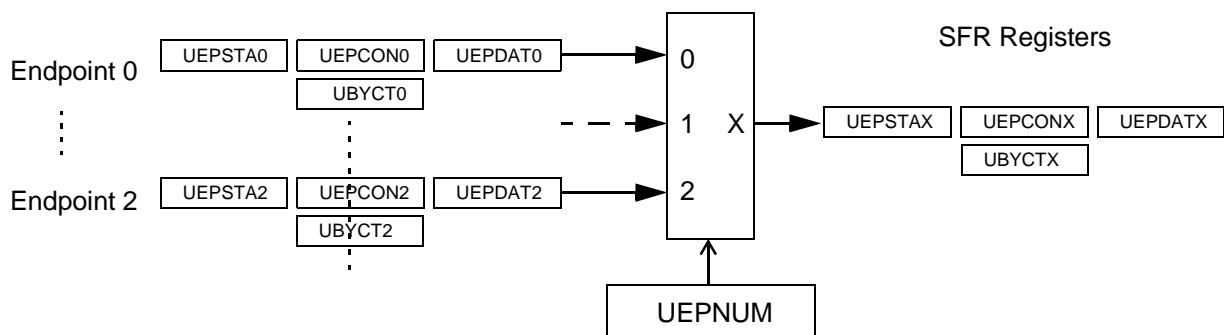 SFR Registers
Endpoint 0 UEPSTA0 UEPCON0 UEPDAT0 0
UBYCT0
1 X UEPSTAX UEPCONX UEPDATX
UBYCTX
Endpoint 2 UEPSTA2 UEPCON2 UEPDAT2 2
UBYCT2
UEPNUM